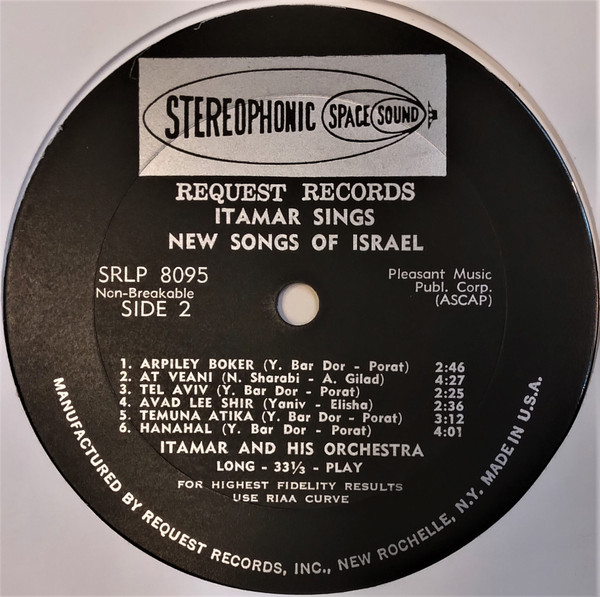 STEREOPHONIC SPACE SOUND
REQUEST RECORDS
ITAMAR SINGS
NEW SONGS OF ISRAEL
SRLP 8095
Non-Breakable
SIDE 2
Pleasant Music
Publ. Corp.
(ASCAP)
1. ARPILEY BOKER (Y. Bar Dor - Porat) 2:46
2. AT VEANI (N. Sharabi - A. Gilad) 4:27
3. TEL AVIV (Y. Bar Dor - Porat) 2:25
4. AVAD LEE SHIR (Yaniv - Elisha) 2:36
5. TEMUNA ATIKA (Y. Bar Dor - Porat) 3:12
6. HANAHAL (Y. Bar Dor - Porat) 4:01
ITAMAR AND HIS ORCHESTRA
LONG - 33⅓ - PLAY
FOR HIGHEST FIDELITY RESULTS
USE RIAA CURVE
MANUFACTURED BY REQUEST RECORDS, INC., NEW ROCHELLE, N.Y. MADE IN U.S.A.